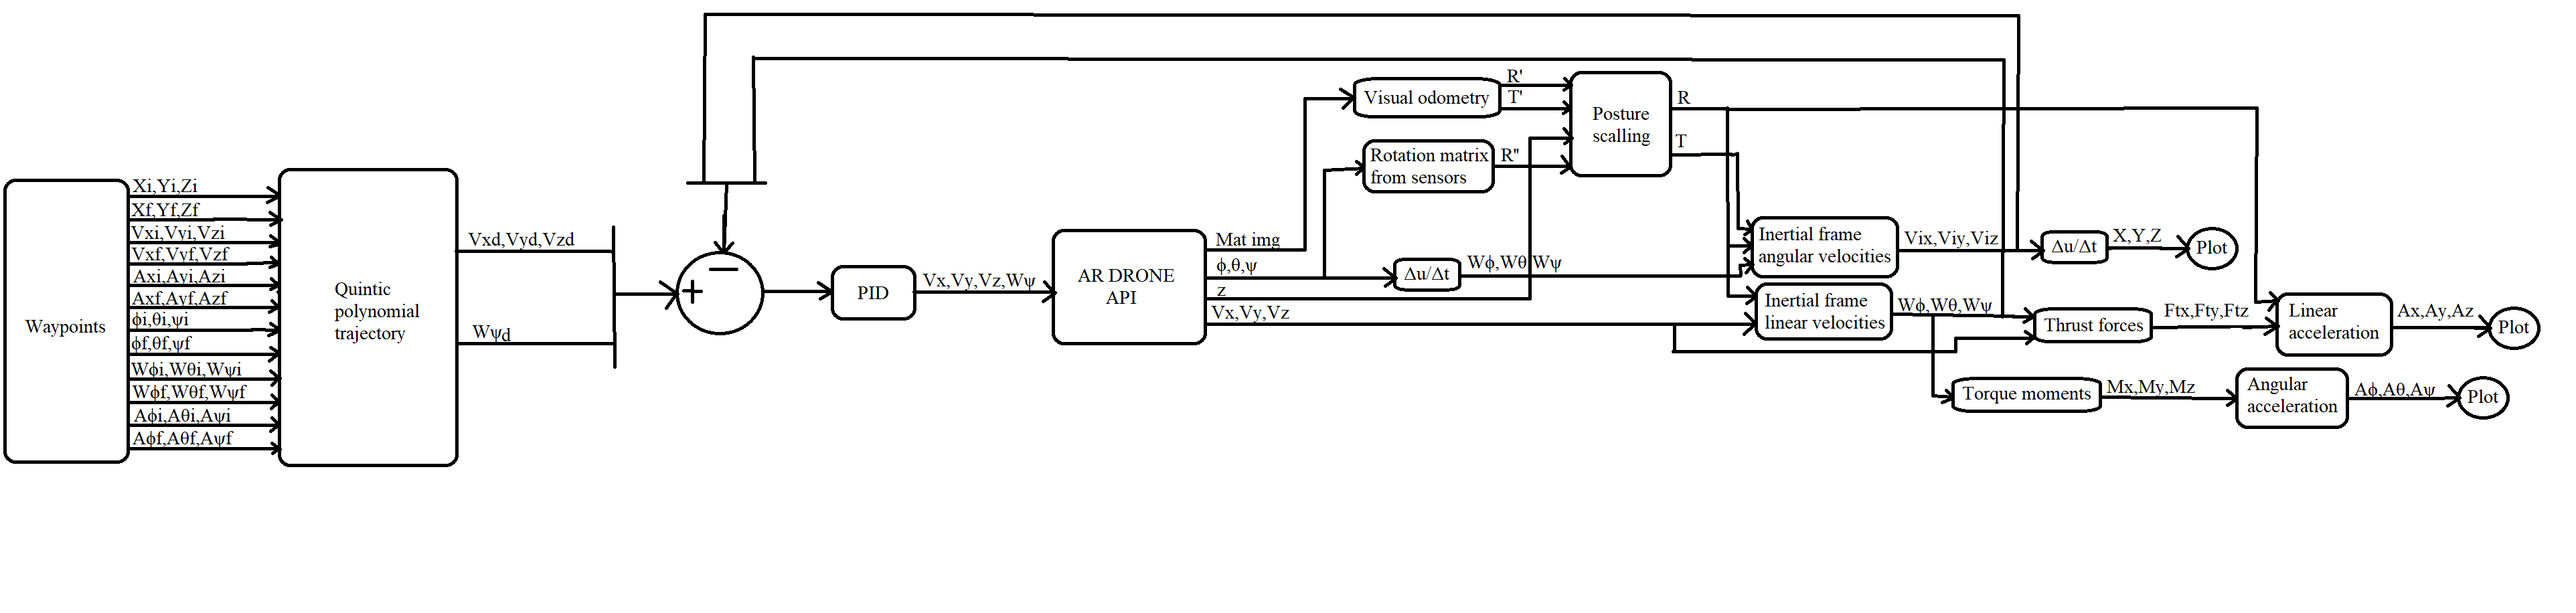 Waypoints
Xi,Yi,Zi
Xf,Yf,Zf
Vxi,Vyi,Vzi
Vxf,Vyf,Vzf
Axi,Ayi,Azi
Axf,Ayf,Azf
ϕi,θi,ψi
ϕf,θf,ψf
Wϕi,Wθi,Wψi
Wϕf,Wθf,Wψf
Aϕi,Aθi,Aψi
Aϕf,Aθf,Aψf
Quintic
polynomial
trajectory
Vxd,Vyd,Vzd
Wψd
+
−
PID
Vx,Vy,Vz,Wψ
AR DRONE
API
Mat img
ϕ,θ,ψ
z
Vx,Vy,Vz
Visual odometry
R'
T'
Rotation matrix
from sensors
R"
Δu/Δt
Wϕ,Wθ,Wψ
Posture
scalling
R
T
Inertial frame
angular velocities
Vix,Viy,Viz
Inertial frame
linear velocities
Wϕ,Wθ,Wψ
Δu/Δt
X,Y,Z
Plot
Thrust forces
Ftx,Fty,Ftz
Linear
acceleration
Ax,Ay,Az
Plot
Torque moments
Mx,My,Mz
Angular
acceleration
Aϕ,Aθ,Aψ
Plot